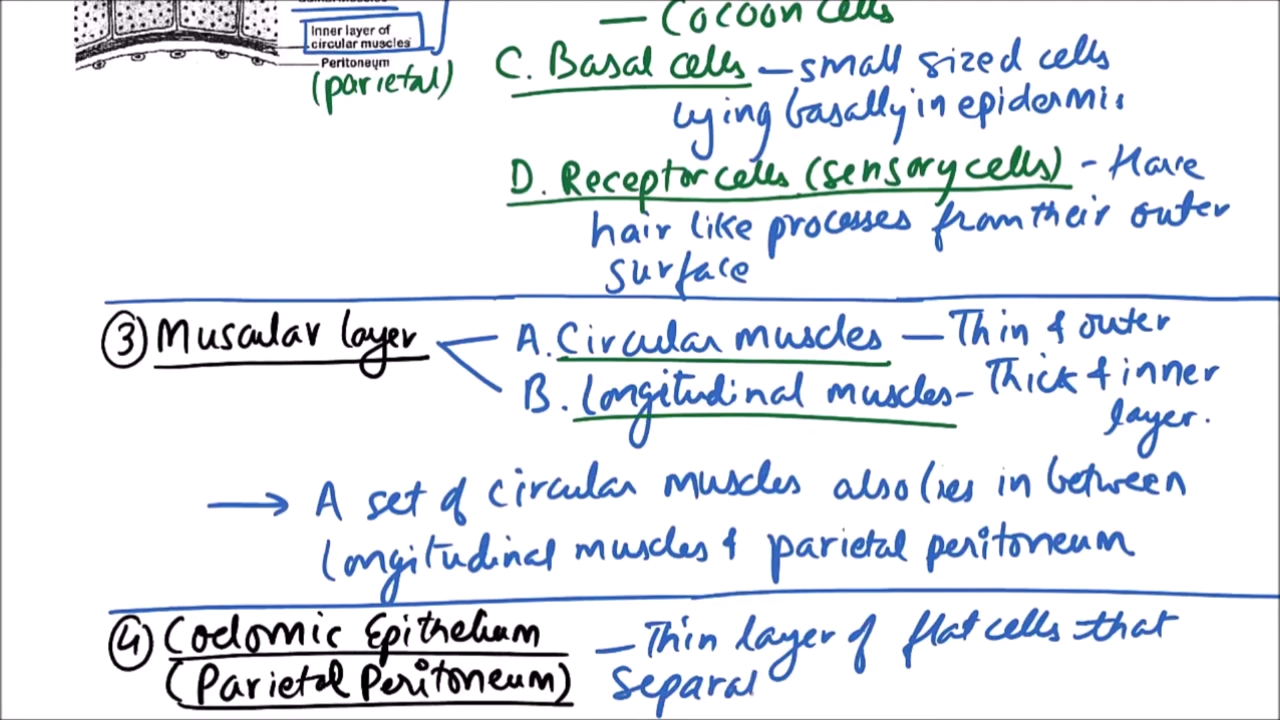 Inner layer of
circular muscles
Peritoneum
(parietal)
— Cocoon cells
C. Basal cells — small sized cells
lying basally in epidermis
D. Receptor cells (sensory cells) - Have
hair like processes from their outer
surface
③ Muscular layer
A. Circular muscles — Thin & outer
B. Longitudinal muscles - Thick & inner
layer.
→ A set of circular muscles also lies in between
longitudinal muscles & parietal peritoneum
④ Coelomic Epithelium
(Parietal Peritoneum)
— Thin layer of flat cells that
separat